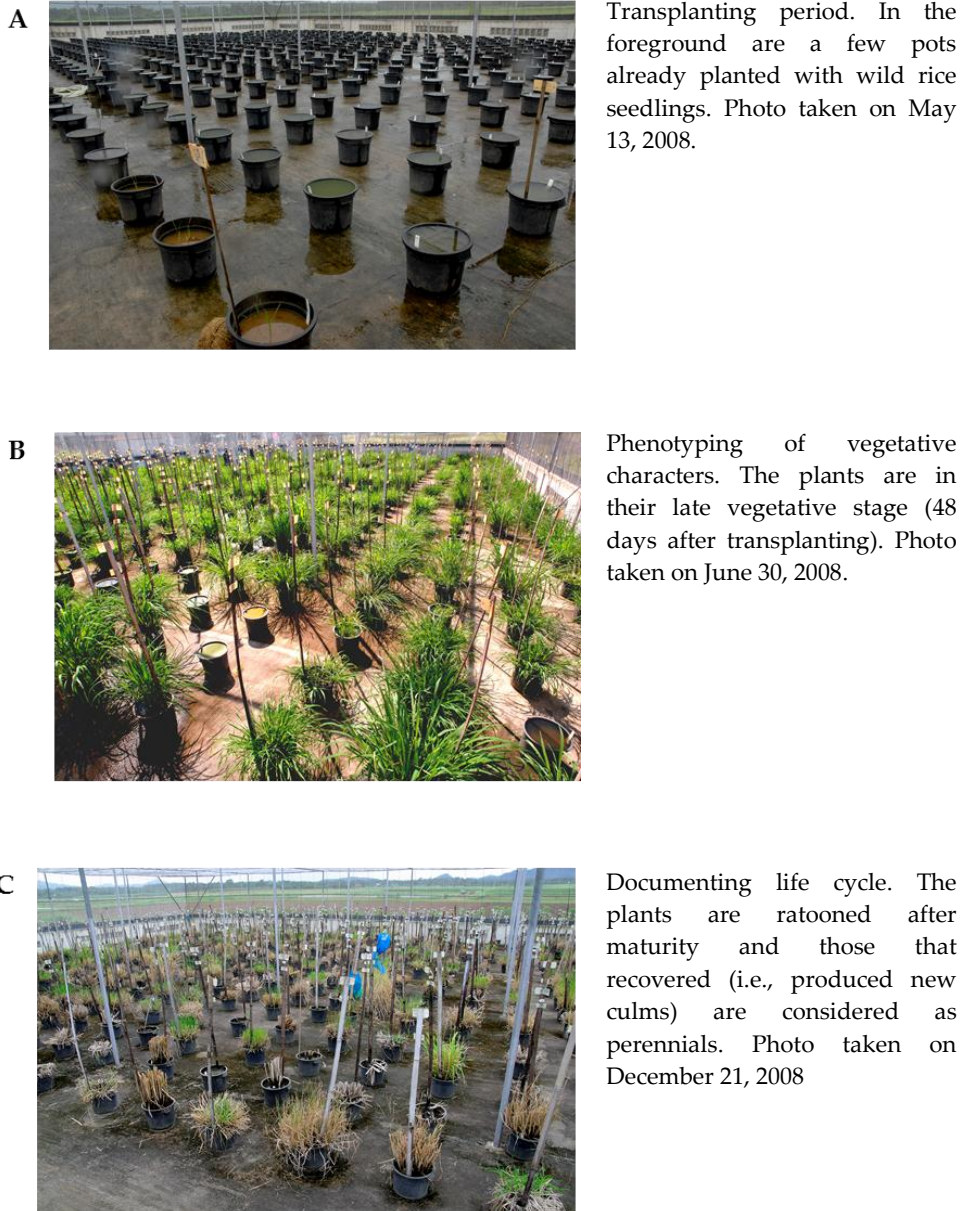 A
Transplanting period. In the
foreground are a few pots
already planted with wild rice
seedlings. Photo taken on May
13, 2008.
B
Phenotyping of vegetative
characters. The plants are in
their late vegetative stage (48
days after transplanting). Photo
taken on June 30, 2008.
C
Documenting life cycle. The
plants are ratooned after
maturity and those that
recovered (i.e., produced new
culms) are considered as
perennials. Photo taken on
December 21, 2008